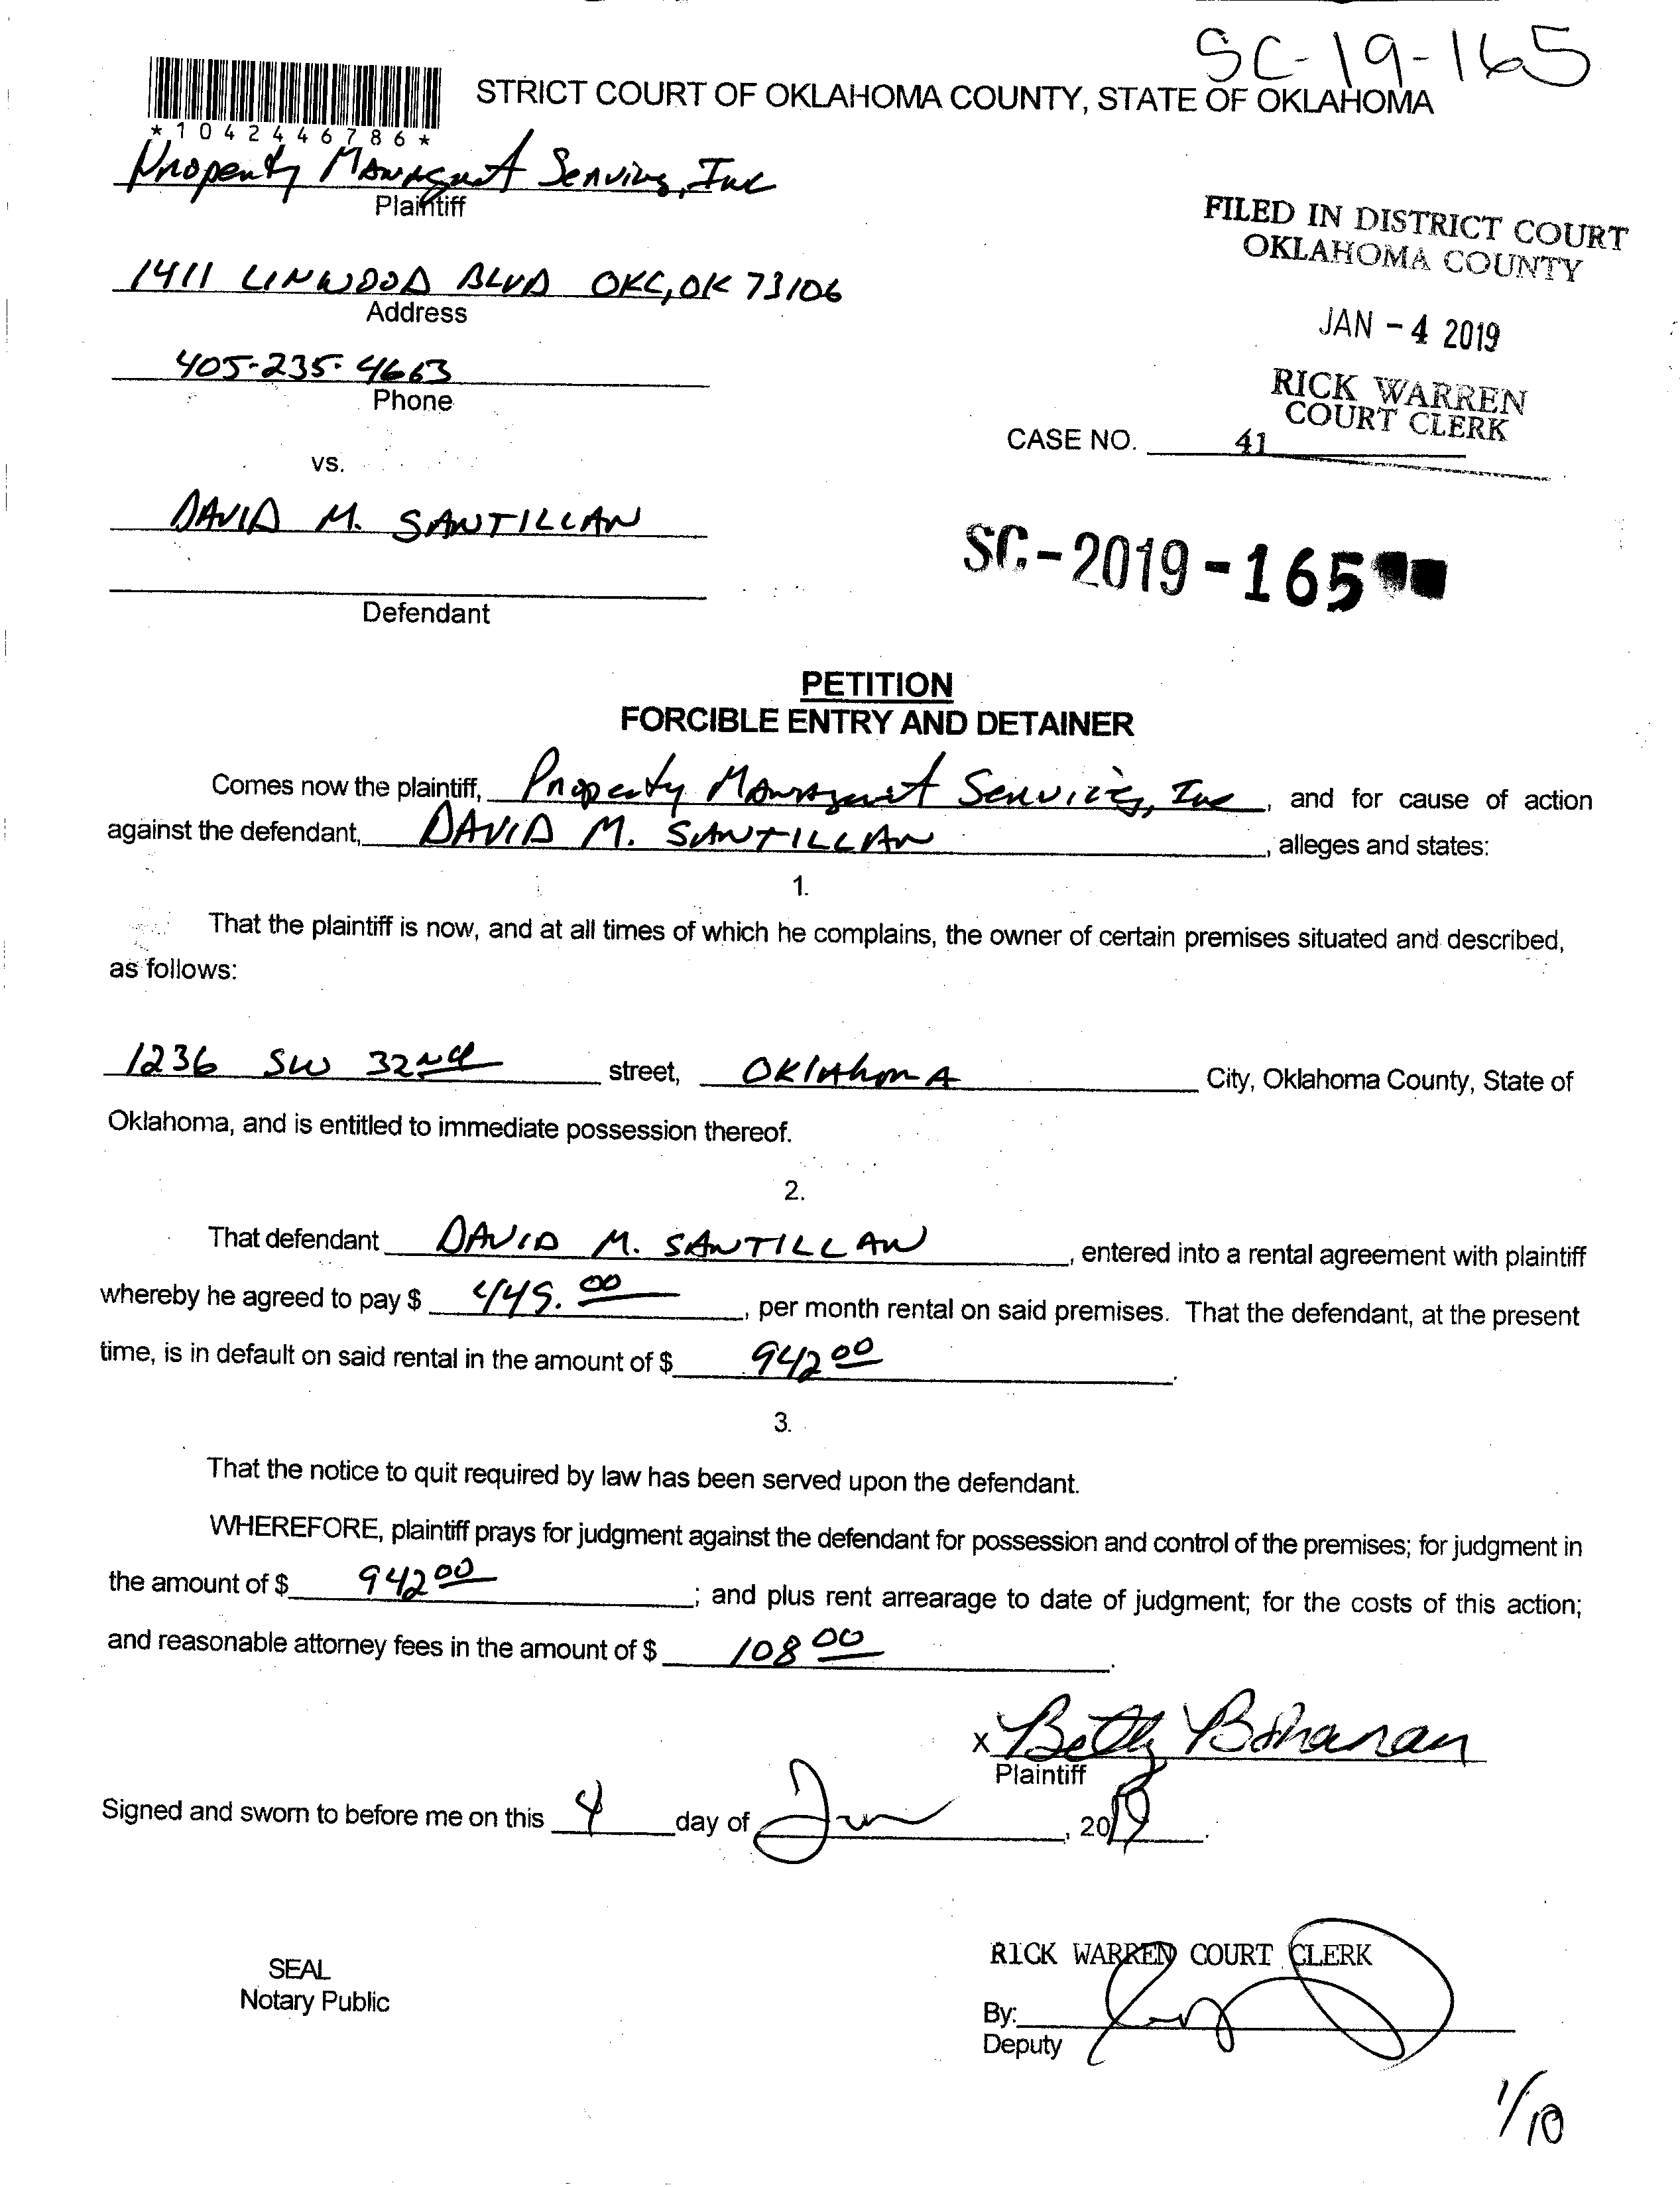 SC-19-165
STRICT COURT OF OKLAHOMA COUNTY, STATE OF OKLAHOMA
*1042446786*
Property Managemt Services, Inc
Plaintiff
FILED IN DISTRICT COURT
OKLAHOMA COUNTY
1411 LINWOOD BLVD OKC, OK 73106
Address
JAN - 4 2019
405-235-4663
Phone
RICK WARREN
COURT CLERK
CASE NO. 41
vs.
DAVID M. SANTILLAN
SC-2019-165
Defendant
PETITION
FORCIBLE ENTRY AND DETAINER
Comes now the plaintiff, Property Managemt Services, Inc, and for cause of action
against the defendant, DAVID M. SANTILLAN, alleges and states:
1.
That the plaintiff is now, and at all times of which he complains, the owner of certain premises situated and described,
as follows:
1236 SW 32nd street, Oklahoma City, Oklahoma County, State of
Oklahoma, and is entitled to immediate possession thereof.
2.
That defendant DAVID M. SANTILLAN, entered into a rental agreement with plaintiff
whereby he agreed to pay $ 449.00, per month rental on said premises. That the defendant, at the present
time, is in default on said rental in the amount of $ 942 00.
3.
That the notice to quit required by law has been served upon the defendant.
WHEREFORE, plaintiff prays for judgment against the defendant for possession and control of the premises; for judgment in
the amount of $ 942 00; and plus rent arrearage to date of judgment; for the costs of this action;
and reasonable attorney fees in the amount of $ 108 00.
x Betty Bohanan
Plaintiff
Signed and sworn to before me on this 4 day of Jan, 2019.
RICK WARREN COURT CLERK
SEAL
Notary Public
By:
Deputy
1/10